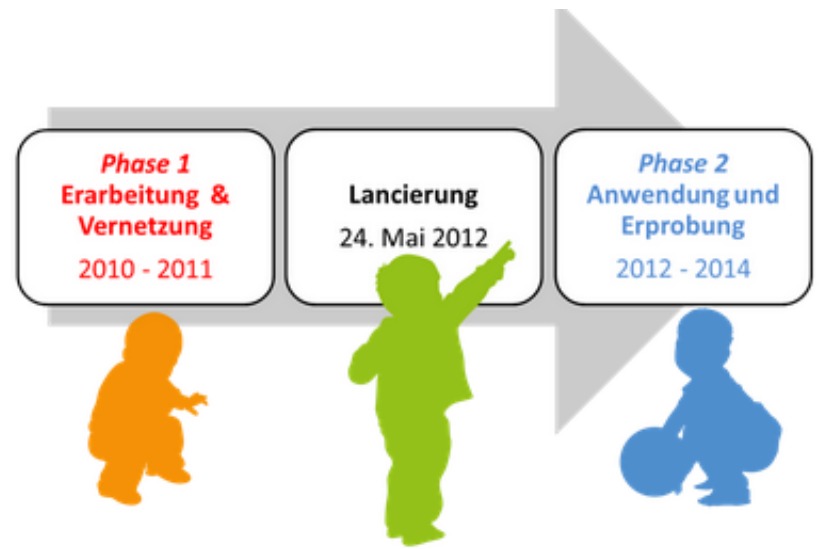 Phase 1
Erarbeitung &
Vernetzung
2010 - 2011
Lancierung
24. Mai 2012
Phase 2
Anwendung und
Erprobung
2012 - 2014